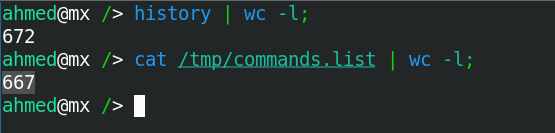 ahmed@mx /> history | wc -l;
672
ahmed@mx /> cat /tmp/commands.list | wc -l;
667
ahmed@mx />